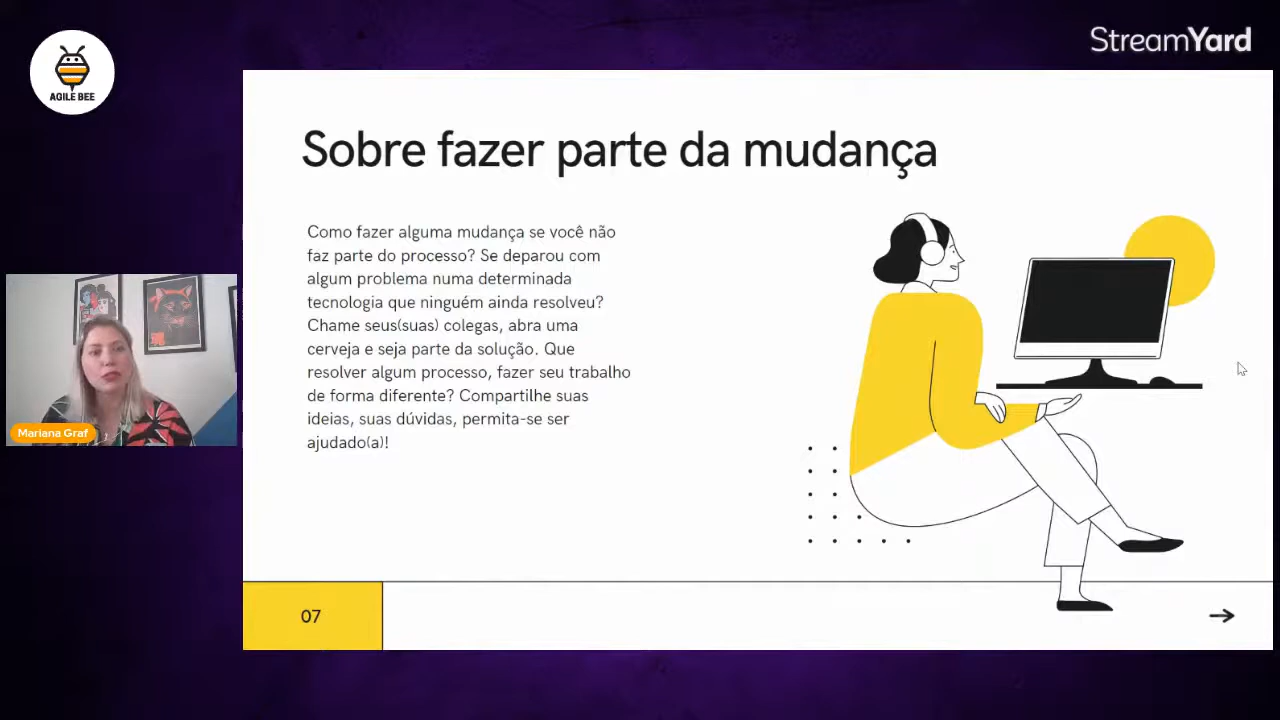 StreamYard
AGILE BEE
Sobre fazer parte da mudança
Como fazer alguma mudança se você não
faz parte do processo? Se deparou com
algum problema numa determinada
tecnologia que ninguém ainda resolveu?
Chame seus(suas) colegas, abra uma
cerveja e seja parte da solução. Que
resolver algum processo, fazer seu trabalho
de forma diferente? Compartilhe suas
ideias, suas dúvidas, permita-se ser
ajudado(a)!
Mariana Graf
07